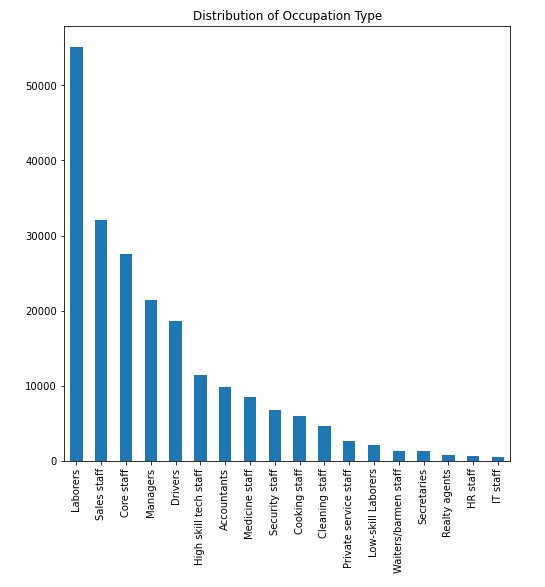 Distribution of Occupation Type
50000
40000
30000
20000
10000
0
Laborers
Sales staff
Core staff
Managers
Drivers
High skill tech staff
Accountants
Medicine staff
Security staff
Cooking staff
Cleaning staff
Private service staff
Low-skill Laborers
Waiters/barmen staff
Secretaries
Realty agents
HR staff
IT staff